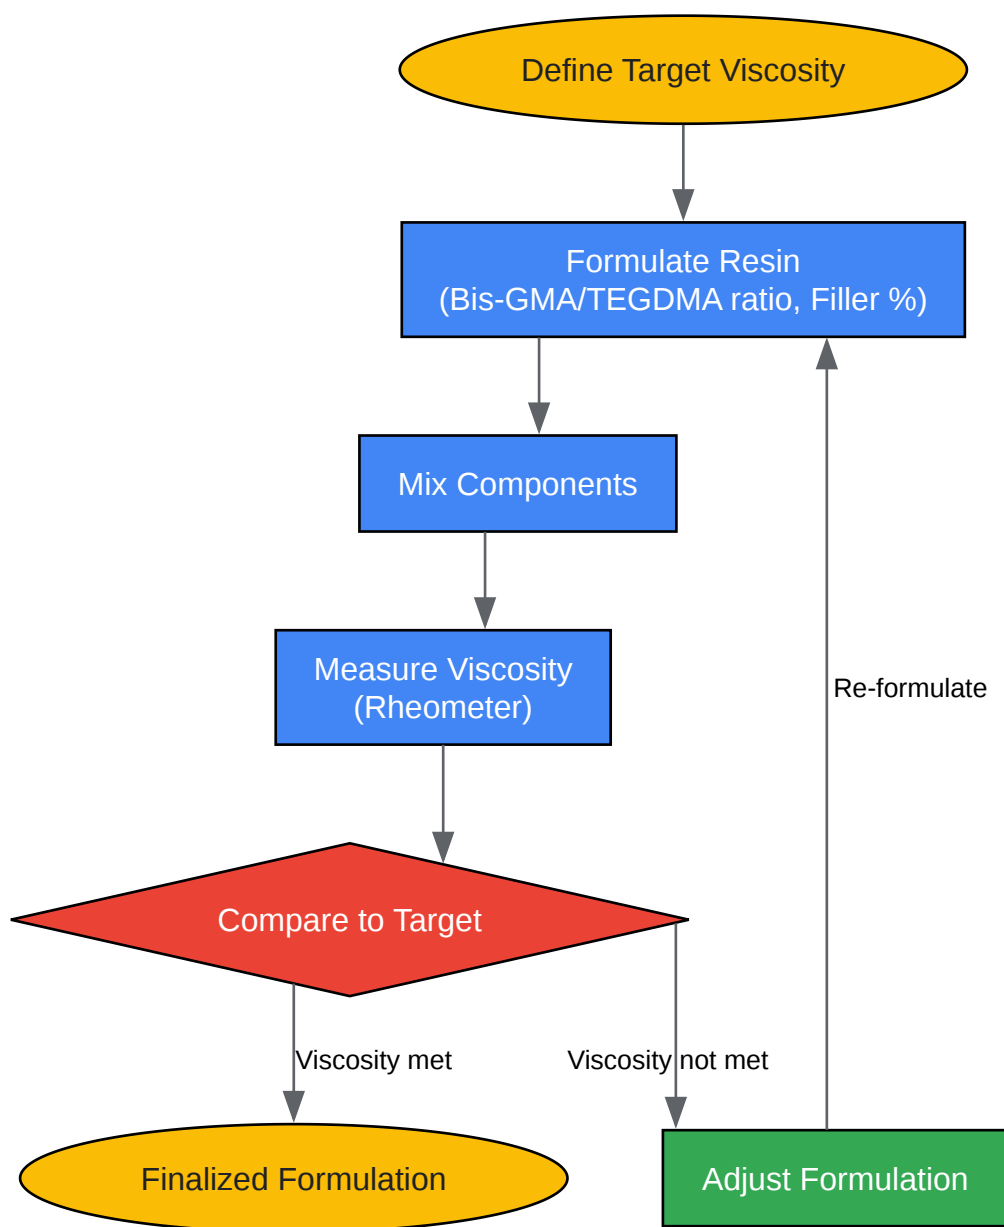 Define Target Viscosity
Formulate Resin
(Bis-GMA/TEGDMA ratio, Filler %)
Mix Components
Measure Viscosity
(Rheometer)
Re-formulate
Compare to Target
Viscosity met
Viscosity not met
Finalized Formulation
Adjust Formulation